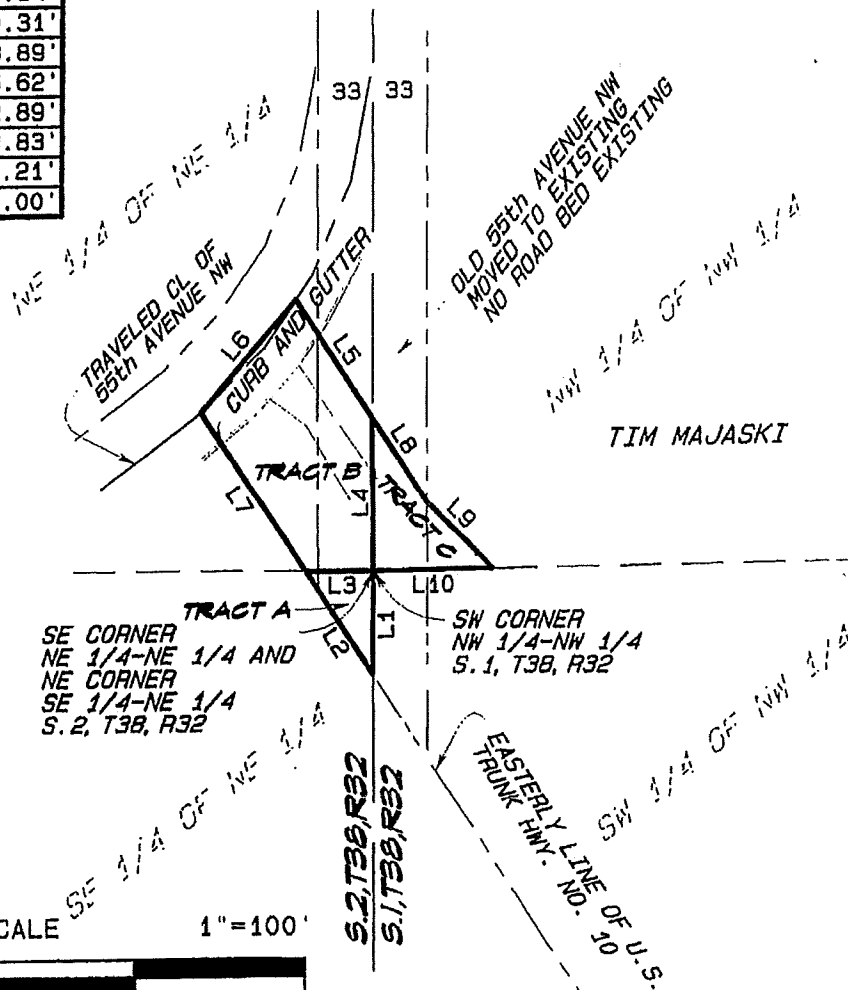 .31'
.89'
.62'
.89'
.83'
.21'
.00'
33 33
NE 1/4 OF NE 1/4
OLD 55th AVENUE NW
MOVED TO EXISTING
NO ROAD BED EXISTING
TRAVELED CL OF
55th AVENUE NW
L6
CURB AND GUTTER
L5
NW 1/4 OF NW 1/4
L8
TIM MAJASKI
TRACT B
L7
L4
TRACT C
L9
L3
L10
TRACT A
L1
L2
SE CORNER
NE 1/4-NE 1/4 AND
NE CORNER
SE 1/4-NE 1/4
S.2, T38, R32
SW CORNER
NW 1/4-NW 1/4
S.1, T38, R32
SE 1/4 OF NE 1/4
S.2,T38,R32
S.1,T38,R32
EASTERLY LINE OF U.S.
TRUNK HWY. NO. 10
SW 1/4 OF NW 1/4
CALE 1"=100'